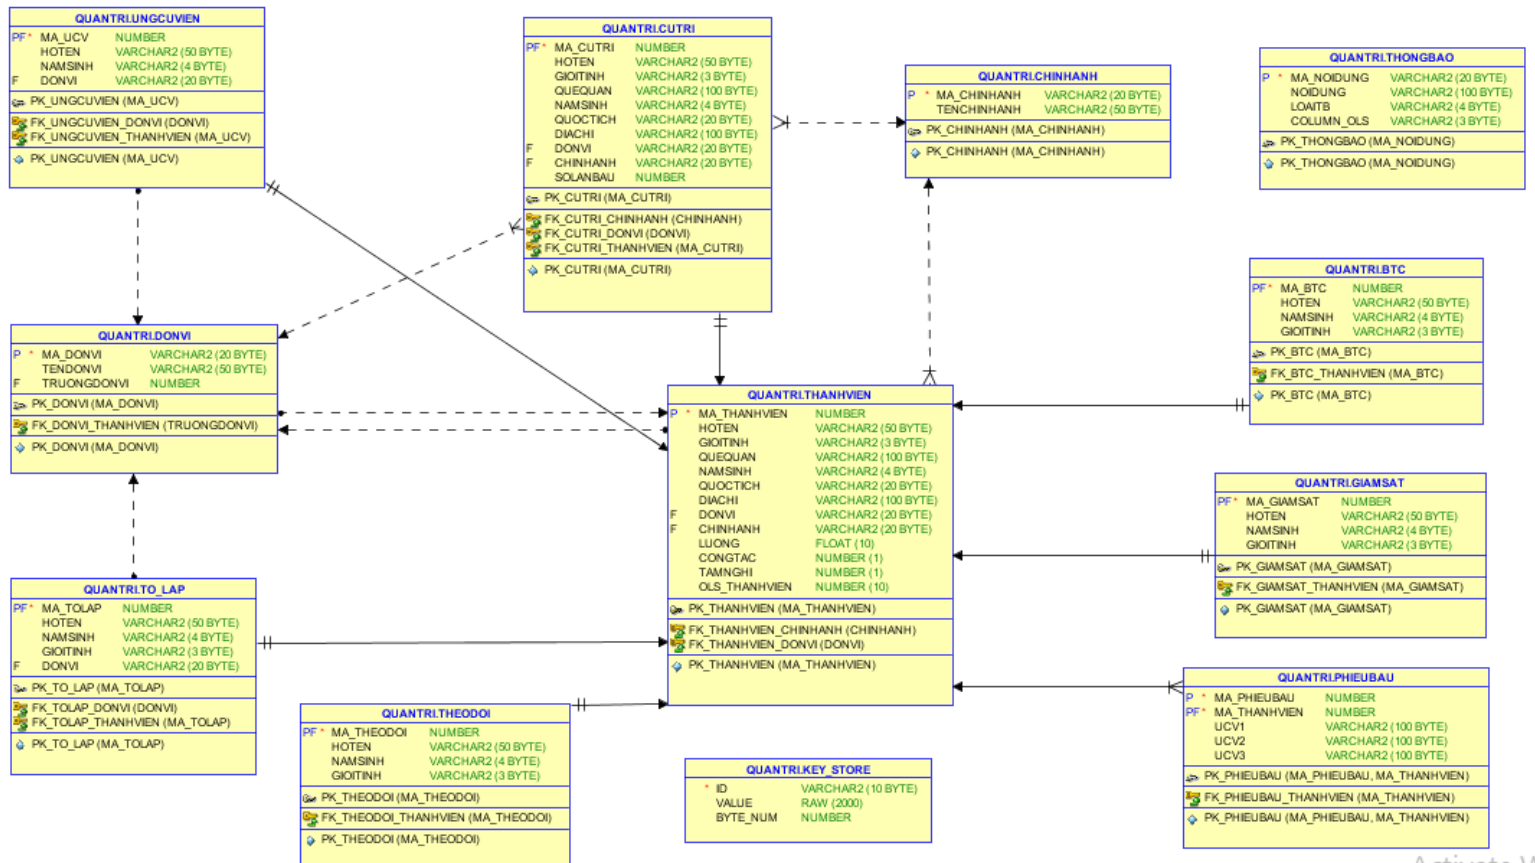 QUANTRI.UNGCUVIEN
PF * MA_UCV NUMBER
HOTEN VARCHAR2 (50 BYTE)
NAMSINH VARCHAR2 (4 BYTE)
F DONVI VARCHAR2 (20 BYTE)
PK_UNGCUVIEN (MA_UCV)
FK_UNGCUVIEN_DONVI (DONVI)
FK_UNGCUVIEN_THANHVIEN (MA_UCV)
PK_UNGCUVIEN (MA_UCV)
QUANTRI.CUTRI
PF * MA_CUTRI NUMBER
HOTEN VARCHAR2 (50 BYTE)
GIOITINH VARCHAR2 (3 BYTE)
QUEQUAN VARCHAR2 (100 BYTE)
NAMSINH VARCHAR2 (4 BYTE)
QUOCTICH VARCHAR2 (20 BYTE)
DIACHI VARCHAR2 (100 BYTE)
F DONVI VARCHAR2 (20 BYTE)
F CHINHANH VARCHAR2 (20 BYTE)
SOLANBAU NUMBER
PK_CUTRI (MA_CUTRI)
FK_CUTRI_CHINHANH (CHINHANH)
FK_CUTRI_DONVI (DONVI)
FK_CUTRI_THANHVIEN (MA_CUTRI)
PK_CUTRI (MA_CUTRI)
QUANTRI.CHINHANH
P * MA_CHINHANH VARCHAR2 (20 BYTE)
TENCHINHANH VARCHAR2 (50 BYTE)
PK_CHINHANH (MA_CHINHANH)
PK_CHINHANH (MA_CHINHANH)
QUANTRI.THONGBAO
P * MA_NOIDUNG VARCHAR2 (20 BYTE)
NOIDUNG VARCHAR2 (100 BYTE)
LOAITB VARCHAR2 (4 BYTE)
COLUMN_OLS VARCHAR2 (3 BYTE)
PK_THONGBAO (MA_NOIDUNG)
PK_THONGBAO (MA_NOIDUNG)
QUANTRI.BTC
PF * MA_BTC NUMBER
HOTEN VARCHAR2 (50 BYTE)
NAMSINH VARCHAR2 (4 BYTE)
GIOITINH VARCHAR2 (3 BYTE)
PK_BTC (MA_BTC)
FK_BTC_THANHVIEN (MA_BTC)
PK_BTC (MA_BTC)
QUANTRI.DONVI
P * MA_DONVI VARCHAR2 (20 BYTE)
TENDONVI VARCHAR2 (50 BYTE)
F TRUONGDONVI NUMBER
PK_DONVI (MA_DONVI)
FK_DONVI_THANHVIEN (TRUONGDONVI)
PK_DONVI (MA_DONVI)
QUANTRI.THANHVIEN
P * MA_THANHVIEN NUMBER
HOTEN VARCHAR2 (50 BYTE)
GIOITINH VARCHAR2 (3 BYTE)
QUEQUAN VARCHAR2 (100 BYTE)
NAMSINH VARCHAR2 (4 BYTE)
QUOCTICH VARCHAR2 (20 BYTE)
DIACHI VARCHAR2 (100 BYTE)
F DONVI VARCHAR2 (20 BYTE)
F CHINHANH VARCHAR2 (20 BYTE)
LUONG FLOAT (10)
CONGTAC NUMBER (1)
TAMNGHI NUMBER (1)
OLS_THANHVIEN NUMBER (10)
PK_THANHVIEN (MA_THANHVIEN)
FK_THANHVIEN_CHINHANH (CHINHANH)
FK_THANHVIEN_DONVI (DONVI)
PK_THANHVIEN (MA_THANHVIEN)
QUANTRI.GIAMSAT
PF * MA_GIAMSAT NUMBER
HOTEN VARCHAR2 (50 BYTE)
NAMSINH VARCHAR2 (4 BYTE)
GIOITINH VARCHAR2 (3 BYTE)
PK_GIAMSAT (MA_GIAMSAT)
FK_GIAMSAT_THANHVIEN (MA_GIAMSAT)
PK_GIAMSAT (MA_GIAMSAT)
QUANTRI.TO_LAP
PF * MA_TOLAP NUMBER
HOTEN VARCHAR2 (50 BYTE)
NAMSINH VARCHAR2 (4 BYTE)
GIOITINH VARCHAR2 (3 BYTE)
F DONVI VARCHAR2 (20 BYTE)
PK_TO_LAP (MA_TOLAP)
FK_TOLAP_DONVI (DONVI)
FK_TOLAP_THANHVIEN (MA_TOLAP)
PK_TO_LAP (MA_TOLAP)
QUANTRI.THEODOI
PF * MA_THEODOI NUMBER
HOTEN VARCHAR2 (50 BYTE)
NAMSINH VARCHAR2 (4 BYTE)
GIOITINH VARCHAR2 (3 BYTE)
PK_THEODOI (MA_THEODOI)
FK_THEODOI_THANHVIEN (MA_THEODOI)
PK_THEODOI (MA_THEODOI)
QUANTRI.KEY_STORE
* ID VARCHAR2 (10 BYTE)
VALUE RAW (2000)
BYTE_NUM NUMBER
QUANTRI.PHIEUBAU
P * MA_PHIEUBAU NUMBER
PF * MA_THANHVIEN NUMBER
UCV1 VARCHAR2 (100 BYTE)
UCV2 VARCHAR2 (100 BYTE)
UCV3 VARCHAR2 (100 BYTE)
PK_PHIEUBAU (MA_PHIEUBAU, MA_THANHVIEN)
FK_PHIEUBAU_THANHVIEN (MA_THANHVIEN)
PK_PHIEUBAU (MA_PHIEUBAU, MA_THANHVIEN)